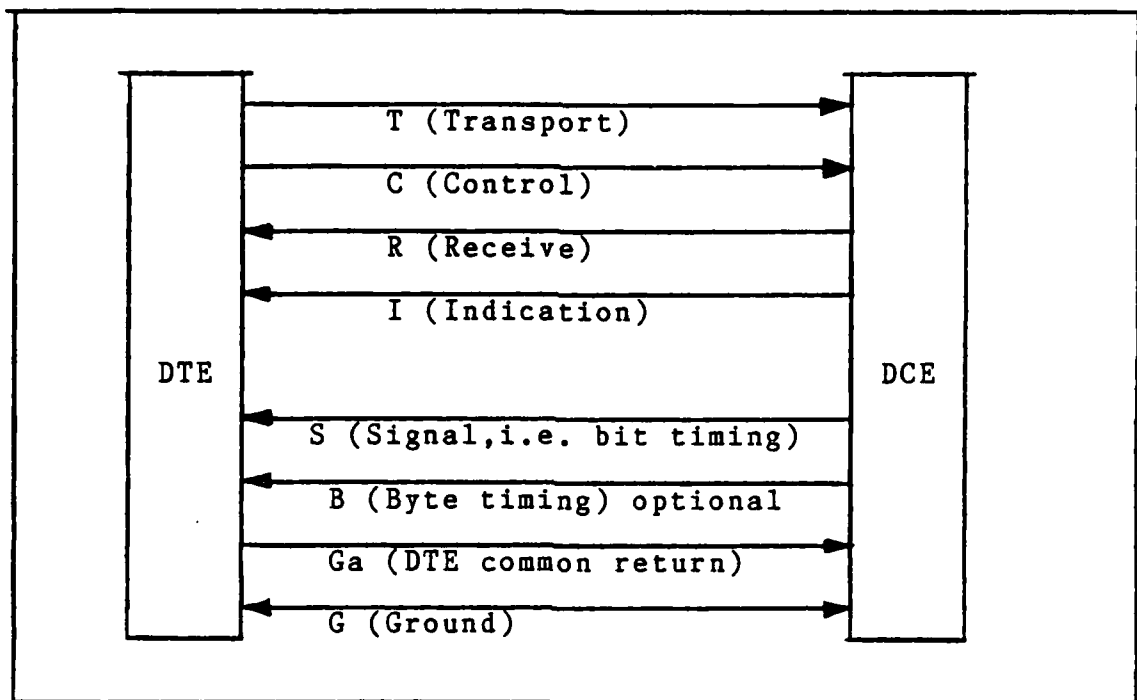 T (Transport)
C (Control)
R (Receive)
I (Indication)
DTE
DCE
S (Signal,i.e. bit timing)
B (Byte timing) optional
Ga (DTE common return)
G (Ground)